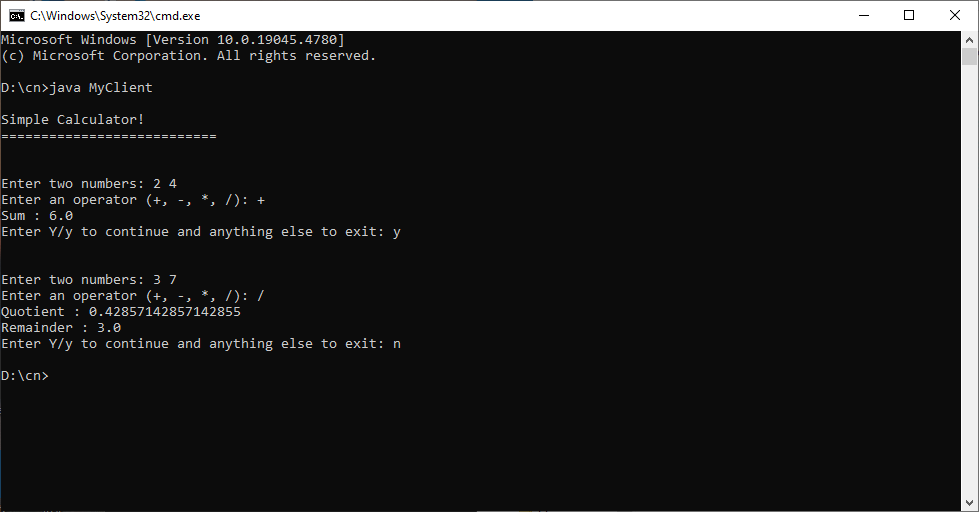 C:\Windows\System32\cmd.exe
Microsoft Windows [Version 10.0.19045.4780]
(c) Microsoft Corporation. All rights reserved.
D:\cn>java MyClient
Simple Calculator!
===========================
Enter two numbers: 2 4
Enter an operator (+, -, *, /): +
Sum : 6.0
Enter Y/y to continue and anything else to exit: y
Enter two numbers: 3 7
Enter an operator (+, -, *, /): /
Quotient : 0.42857142857142855
Remainder : 3.0
Enter Y/y to continue and anything else to exit: n
D:\cn>